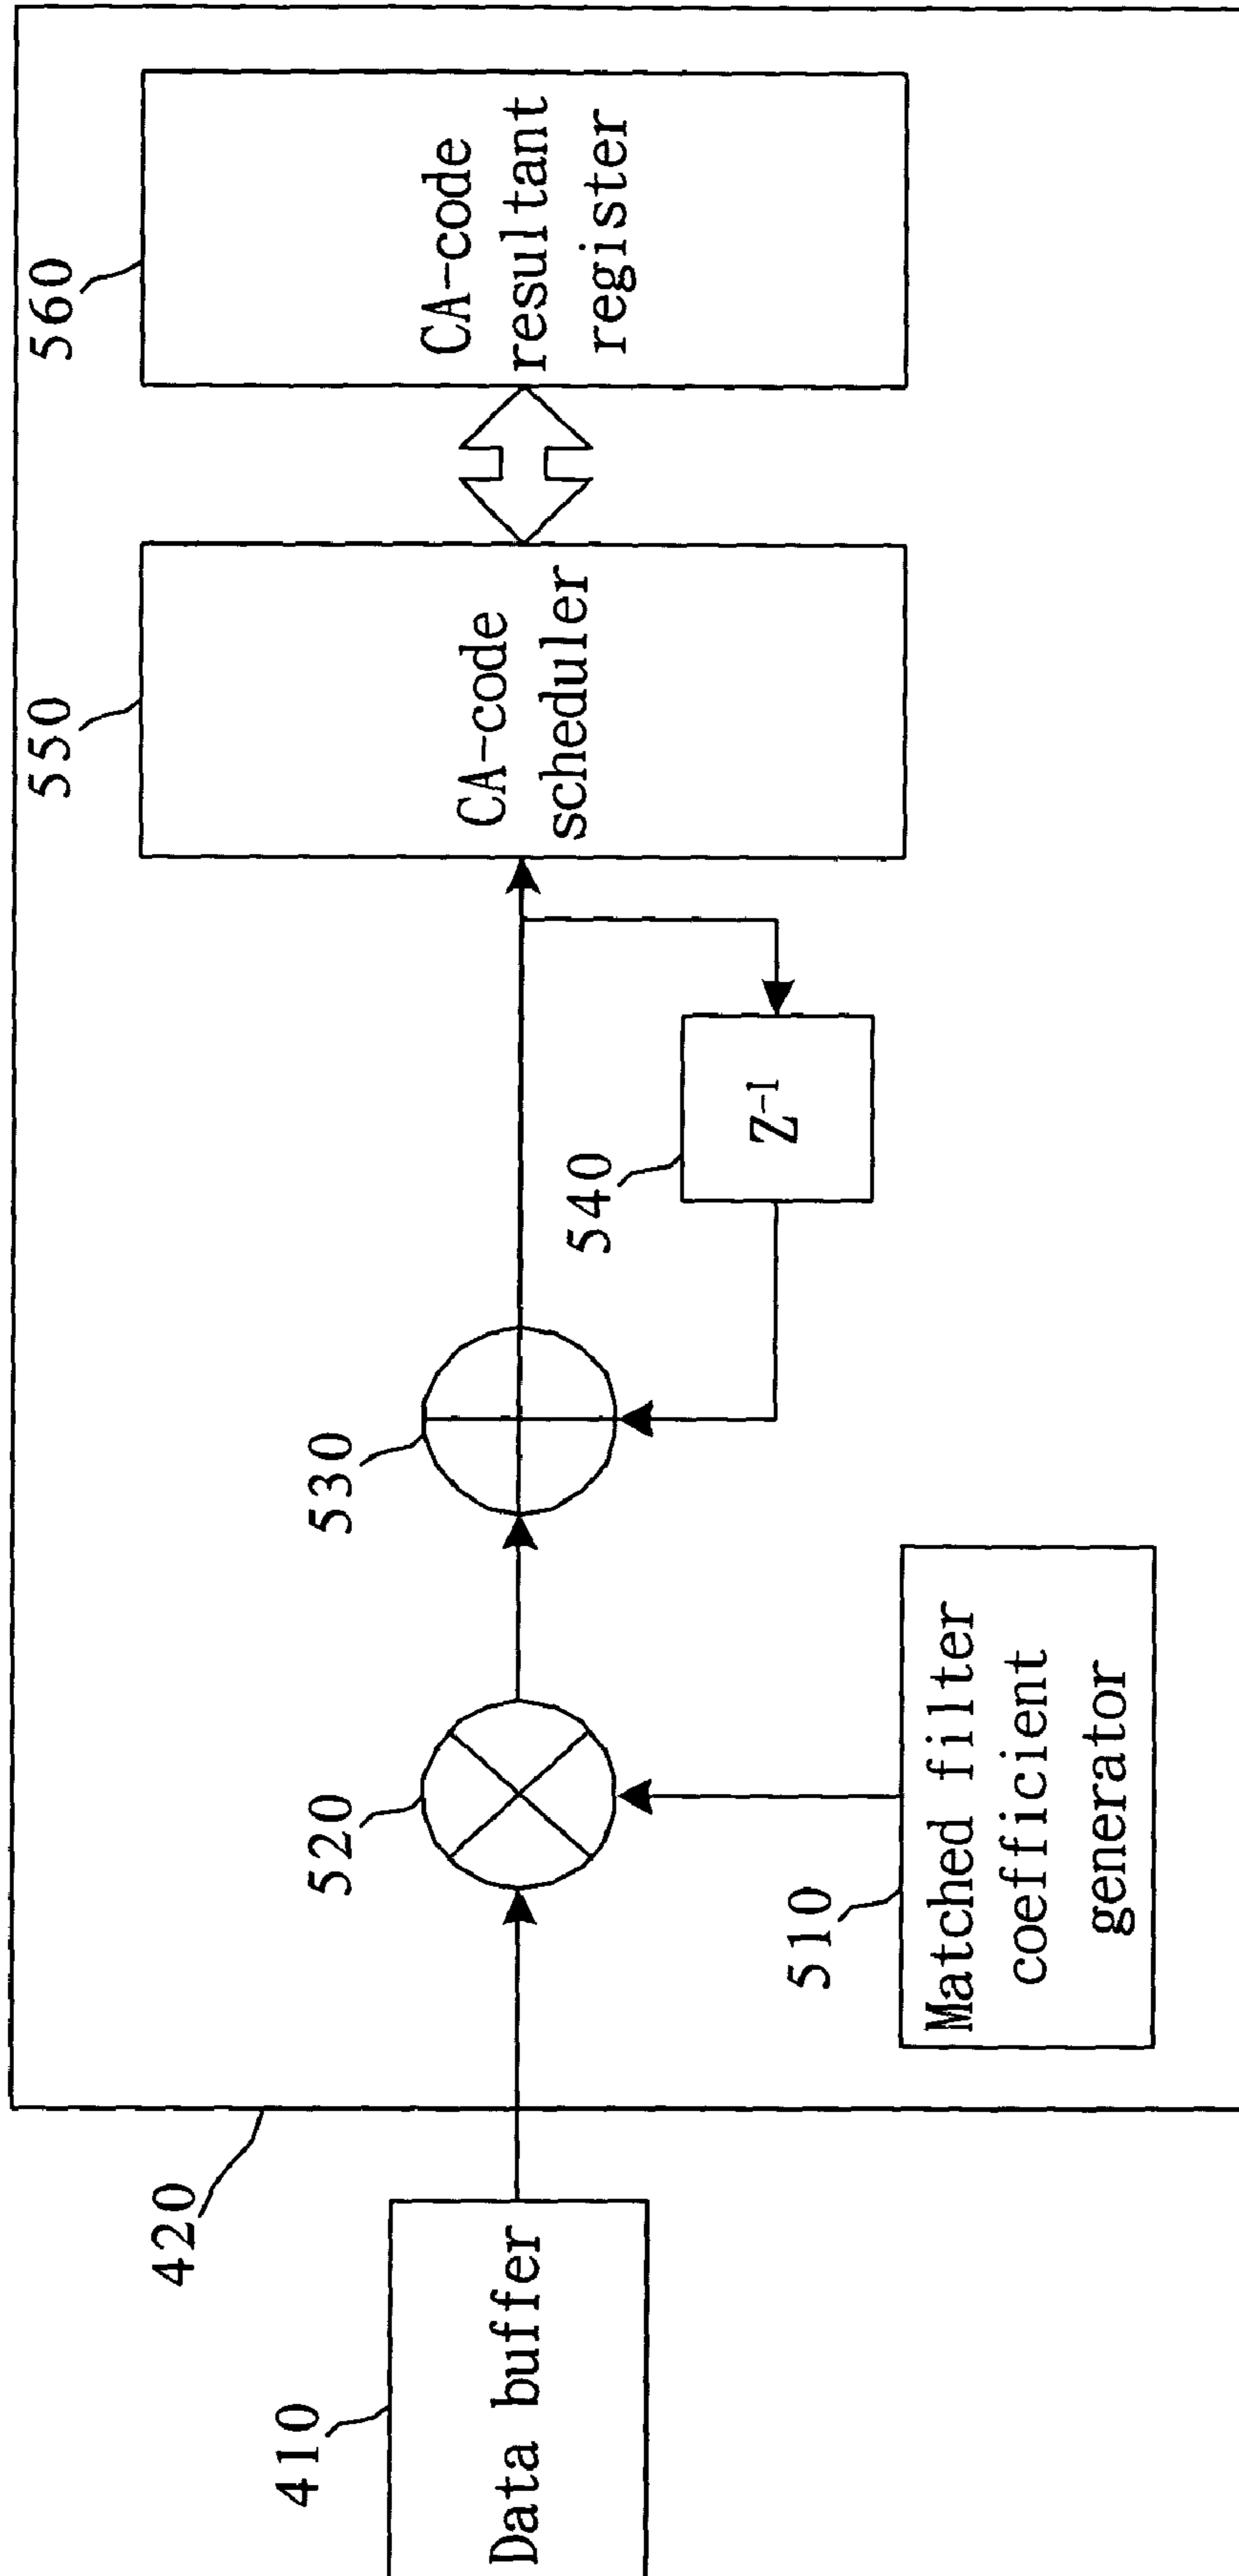 410
Data buffer
420
510
Matched filter
coefficient
generator
520
530
540
Z⁻¹
550
CA-code
scheduler
560
CA-code
resultant
register